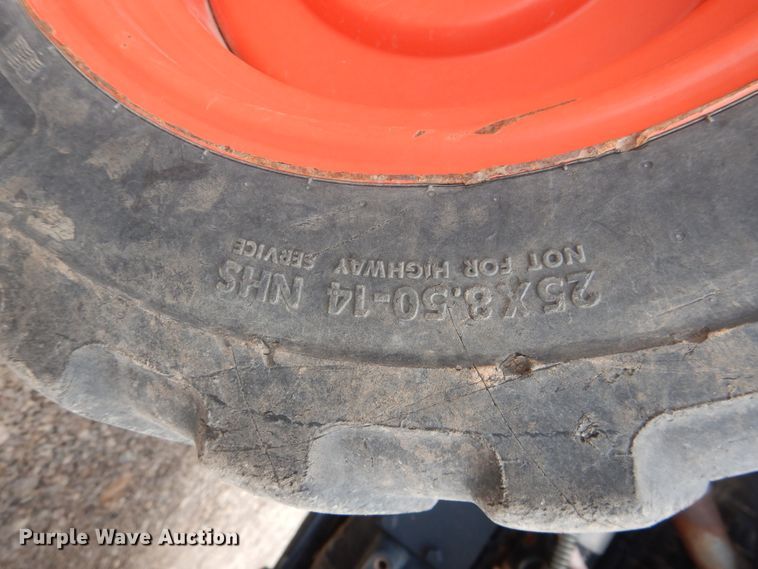 25X8.50-14 NHS
NOT FOR HIGHWAY
SERVICE
Purple Wave Auction